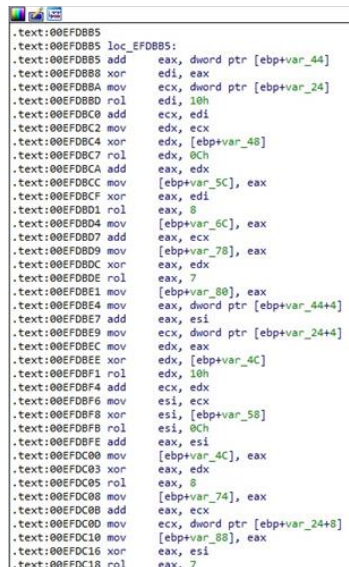 .text:00EFDBB5
.text:00EFDBB5 loc_EFDBB5:
.text:00EFDBB5 add eax, dword ptr [ebp+var_44]
.text:00EFDBB8 xor edi, eax
.text:00EFDBBA mov ecx, dword ptr [ebp+var_24]
.text:00EFDBBD rol edi, 10h
.text:00EFDBC0 add ecx, edi
.text:00EFDBC2 mov edx, ecx
.text:00EFDBC4 xor edx, [ebp+var_48]
.text:00EFDBC7 rol edx, 0Ch
.text:00EFDBCA add eax, edx
.text:00EFDBCC mov [ebp+var_5C], eax
.text:00EFDBCF xor eax, edi
.text:00EFDBD1 rol eax, 8
.text:00EFDBD4 mov [ebp+var_6C], eax
.text:00EFDBD7 add eax, ecx
.text:00EFDBD9 mov [ebp+var_78], eax
.text:00EFDBDC xor eax, edx
.text:00EFDBDE rol eax, 7
.text:00EFDBE1 mov [ebp+var_80], eax
.text:00EFDBE4 mov eax, dword ptr [ebp+var_44+4]
.text:00EFDBE7 add eax, esi
.text:00EFDBE9 mov ecx, dword ptr [ebp+var_24+4]
.text:00EFDBEC mov edx, eax
.text:00EFDBEE xor edx, [ebp+var_4C]
.text:00EFDBF1 rol edx, 10h
.text:00EFDBF4 add ecx, edx
.text:00EFDBF6 mov esi, ecx
.text:00EFDBF8 xor esi, [ebp+var_58]
.text:00EFDBFB rol esi, 0Ch
.text:00EFDBFE add eax, esi
.text:00EFDC00 mov [ebp+var_4C], eax
.text:00EFDC03 xor eax, edx
.text:00EFDC05 rol eax, 8
.text:00EFDC08 mov [ebp+var_74], eax
.text:00EFDC0B add eax, ecx
.text:00EFDC0D mov ecx, dword ptr [ebp+var_24+8]
.text:00EFDC10 mov [ebp+var_88], eax
.text:00EFDC16 xor eax, esi
.text:00EFDC18 rol eax, 7